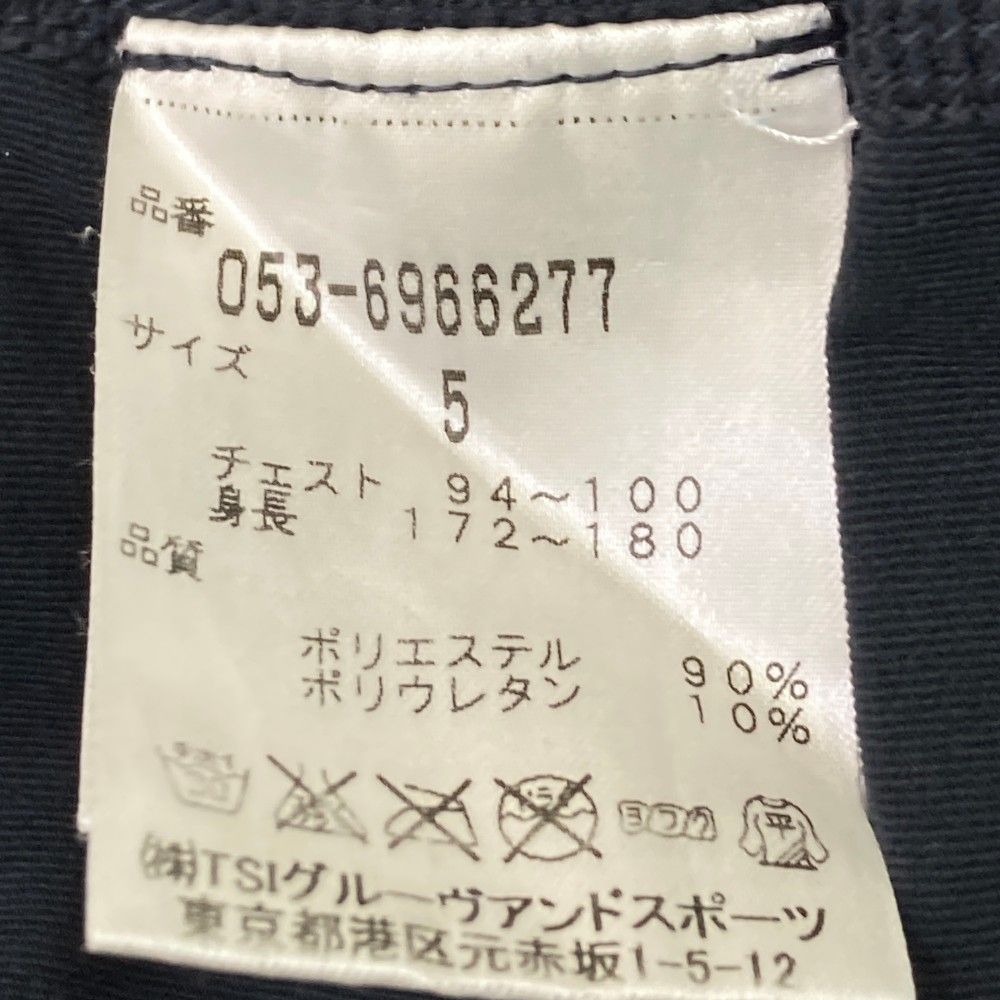 品番
053-6966277
サイズ
5
チェスト 94~100
身長 172~180
品質
ポリエステル 90%
ポリウレタン 10%
ドライ
平
㈱TSIグルーヴアンドスポーツ
東京都港区元赤坂1-5-12